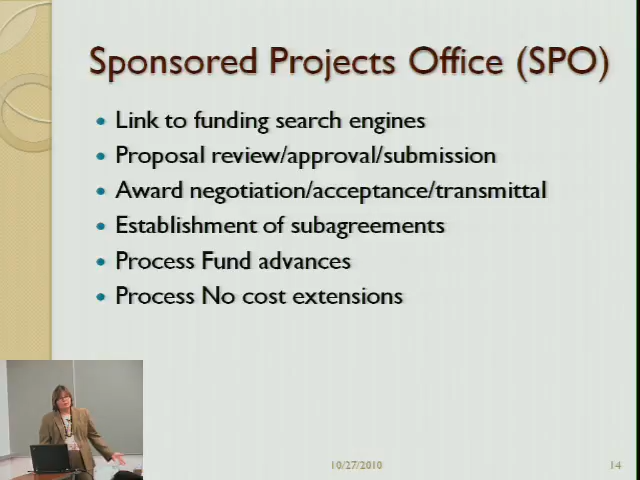 Sponsored Projects Office (SPO)
Link to funding search engines
Proposal review/approval/submission
Award negotiation/acceptance/transmittal
Establishment of subagreements
Process Fund advances
Process No cost extensions
10/27/2010
14